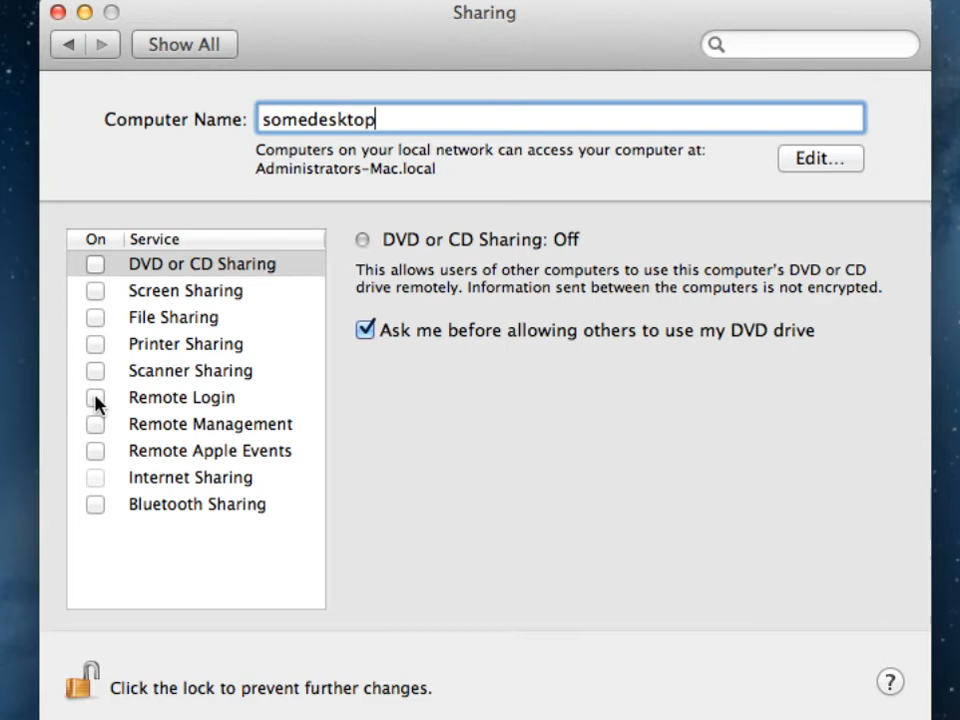 Sharing
Show All
Computer Name: somedesktop
Computers on your local network can access your computer at:
Administrators-Mac.local
Edit...
On Service
DVD or CD Sharing
Screen Sharing
File Sharing
Printer Sharing
Scanner Sharing
Remote Login
Remote Management
Remote Apple Events
Internet Sharing
Bluetooth Sharing
DVD or CD Sharing: Off
This allows users of other computers to use this computer's DVD or CD
drive remotely. Information sent between the computers is not encrypted.
Ask me before allowing others to use my DVD drive
Click the lock to prevent further changes.
?